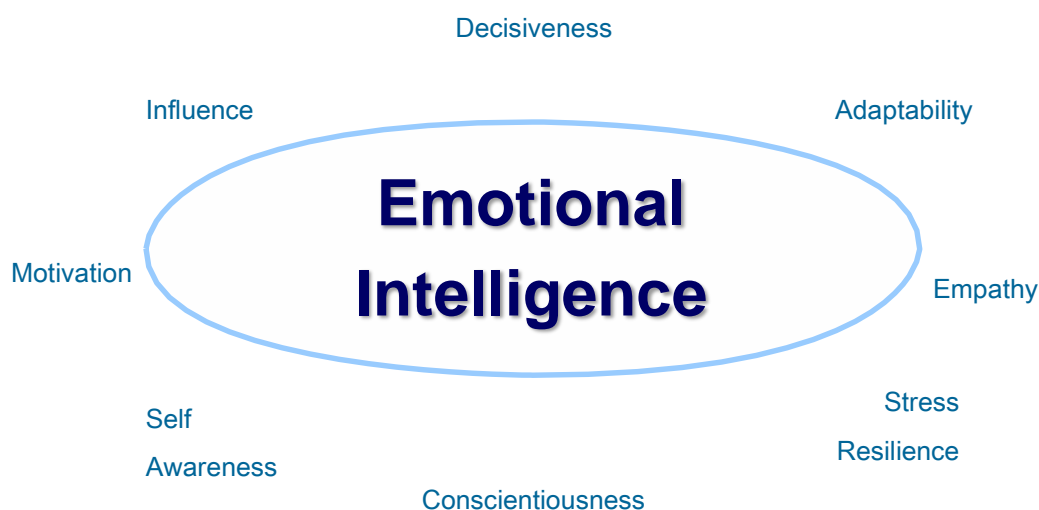 Decisiveness
Influence
Adaptability
Emotional
Intelligence
Motivation
Empathy
Stress
Resilience
Self
Awareness
Conscientiousness